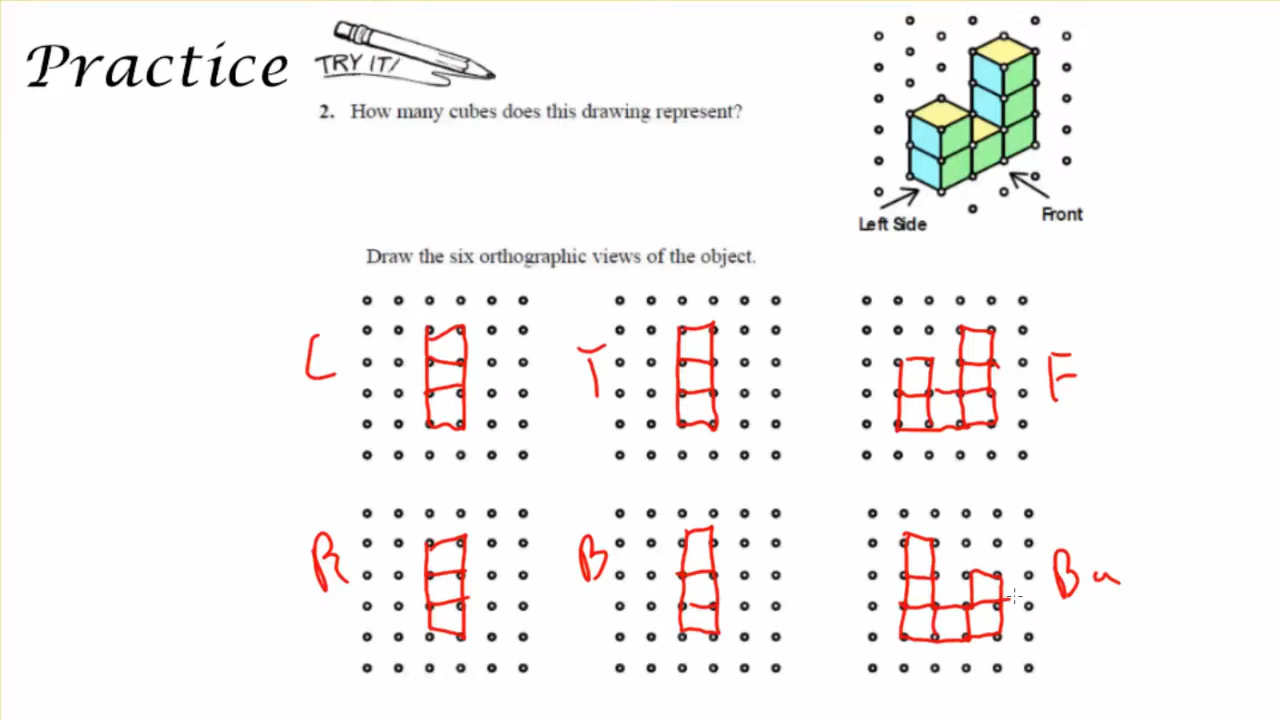 Practice
TRY IT!
2. How many cubes does this drawing represent?
Left Side
Front
Draw the six orthographic views of the object.
L
T
F
R
B
Ba